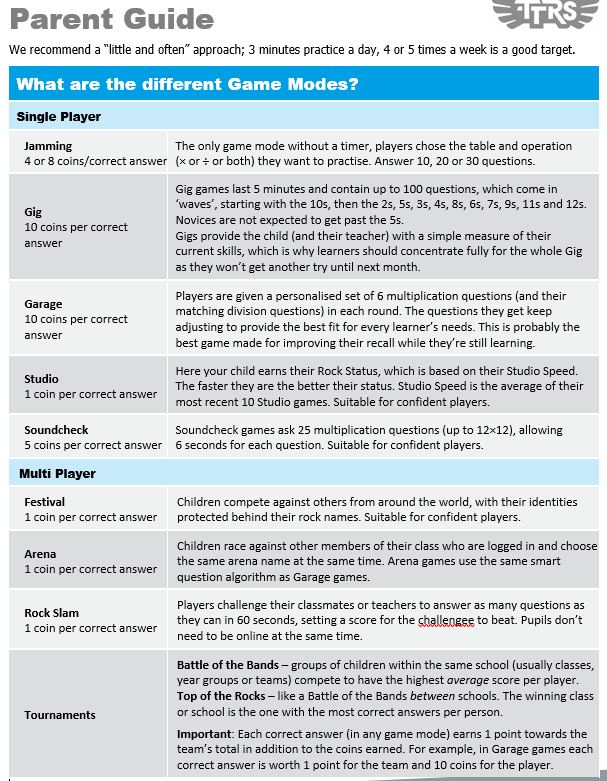 Parent Guide
TTRS
We recommend a “little and often” approach; 3 minutes practice a day, 4 or 5 times a week is a good target.
What are the different Game Modes?
Single Player
Jamming
4 or 8 coins/correct answer
The only game mode without a timer, players chose the table and operation
(× or ÷ or both) they want to practise. Answer 10, 20 or 30 questions.
Gig
10 coins per correct
answer
Gig games last 5 minutes and contain up to 100 questions, which come in
‘waves’, starting with the 10s, then the 2s, 5s, 3s, 4s, 8s, 6s, 7s, 9s, 11s and 12s.
Novices are not expected to get past the 5s.
Gigs provide the child (and their teacher) with a simple measure of their
current skills, which is why learners should concentrate fully for the whole Gig
as they won’t get another try until next month.
Garage
10 coins per correct
answer
Players are given a personalised set of 6 multiplication questions (and their
matching division questions) in each round. The questions they get keep
adjusting to provide the best fit for every learner’s needs. This is probably the
best game made for improving their recall while they’re still learning.
Studio
1 coin per correct answer
Here your child earns their Rock Status, which is based on their Studio Speed.
The faster they are the better their status. Studio Speed is the average of their
most recent 10 Studio games. Suitable for confident players.
Soundcheck
5 coins per correct answer
Soundcheck games ask 25 multiplication questions (up to 12×12), allowing
6 seconds for each question. Suitable for confident players.
Multi Player
Festival
1 coin per correct answer
Children compete against others from around the world, with their identities
protected behind their rock names. Suitable for confident players.
Arena
1 coin per correct answer
Children race against other members of their class who are logged in and choose
the same arena name at the same time. Arena games use the same smart
question algorithm as Garage games.
Rock Slam
1 coin per correct answer
Players challenge their classmates or teachers to answer as many questions as
they can in 60 seconds, setting a score for the challengee to beat. Pupils don’t
need to be online at the same time.
Tournaments
Battle of the Bands – groups of children within the same school (usually classes,
year groups or teams) compete to have the highest average score per player.
Top of the Rocks – like a Battle of the Bands between schools. The winning class
or school is the one with the most correct answers per person.
Important: Each correct answer (in any game mode) earns 1 point towards the
team’s total in addition to the coins earned. For example, in Garage games each
correct answer is worth 1 point for the team and 10 coins for the player.